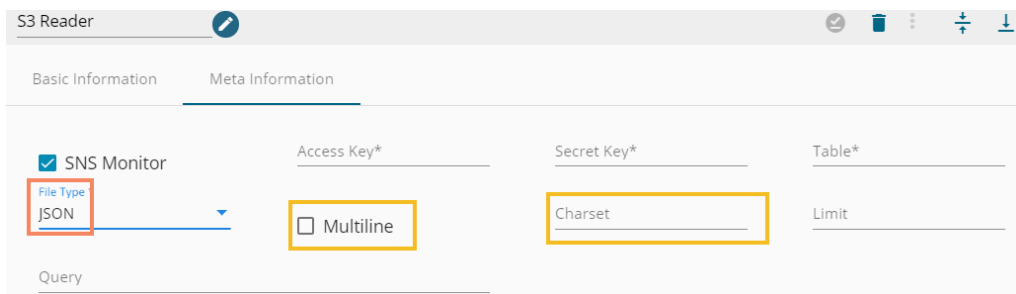 S3 Reader
Basic Information Meta Information
SNS Monitor Access Key* Secret Key* Table*
File Type *
JSON Multiline Charset Limit
Query